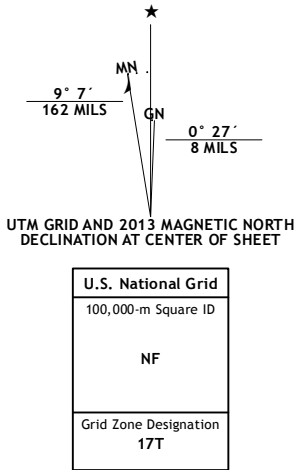 ★
MN
GN
9° 7´
162 MILS
0° 27´
8 MILS
UTM GRID AND 2013 MAGNETIC NORTH
DECLINATION AT CENTER OF SHEET
U.S. National Grid
100,000-m Square ID
NF
Grid Zone Designation
17T